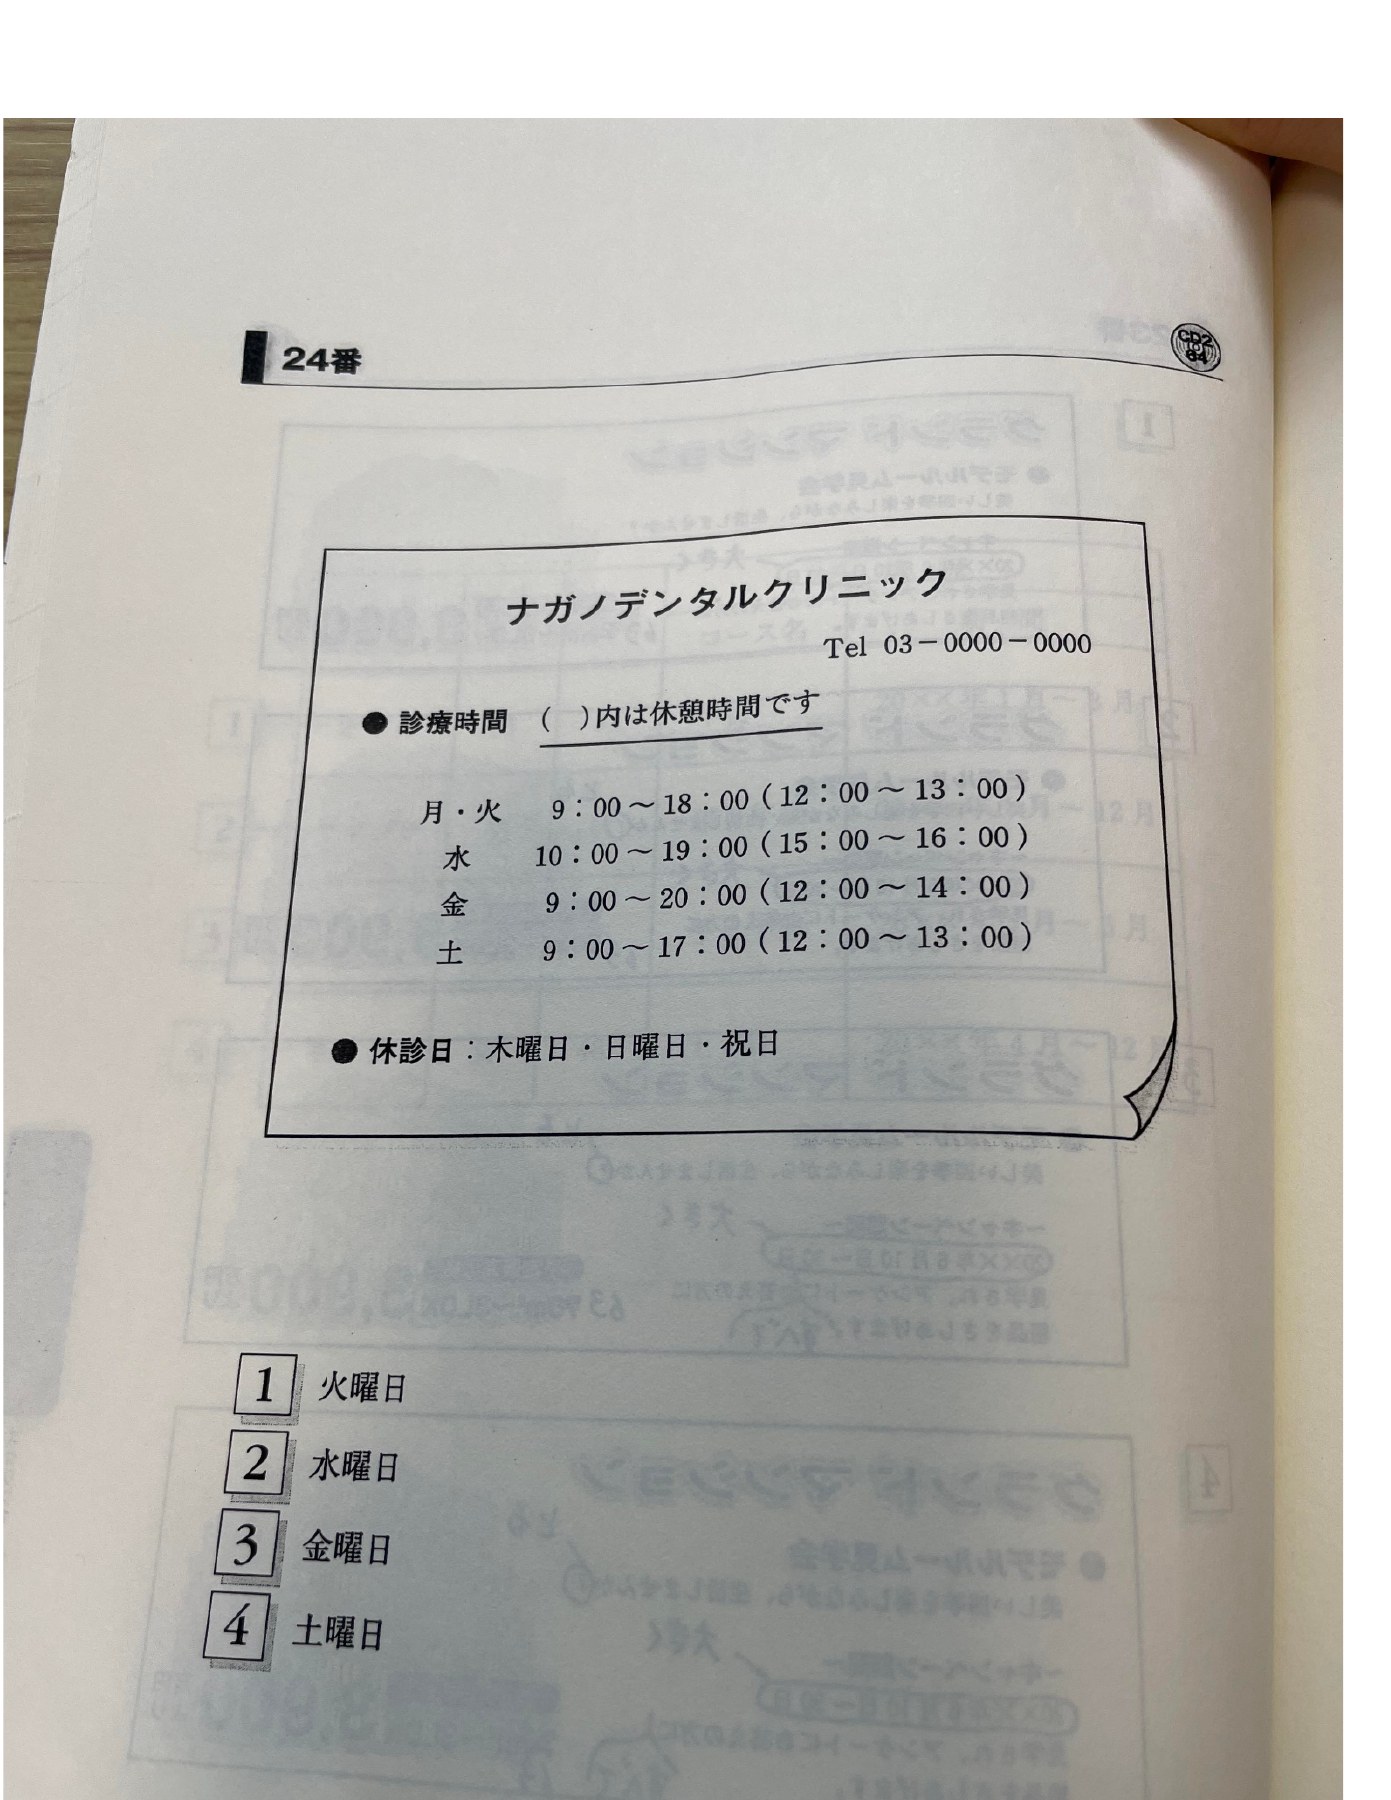 24番
CD2
64
ナガノデンタルクリニック
Tel 03－0000－0000
● 診療時間 （ ）内は休憩時間です
月・火 9：00～18：00（12：00～13：00）
水 10：00～19：00（15：00～16：00）
金 9：00～20：00（12：00～14：00）
土 9：00～17：00（12：00～13：00）
● 休診日：木曜日・日曜日・祝日
1 火曜日
2 水曜日
3 金曜日
4 土曜日